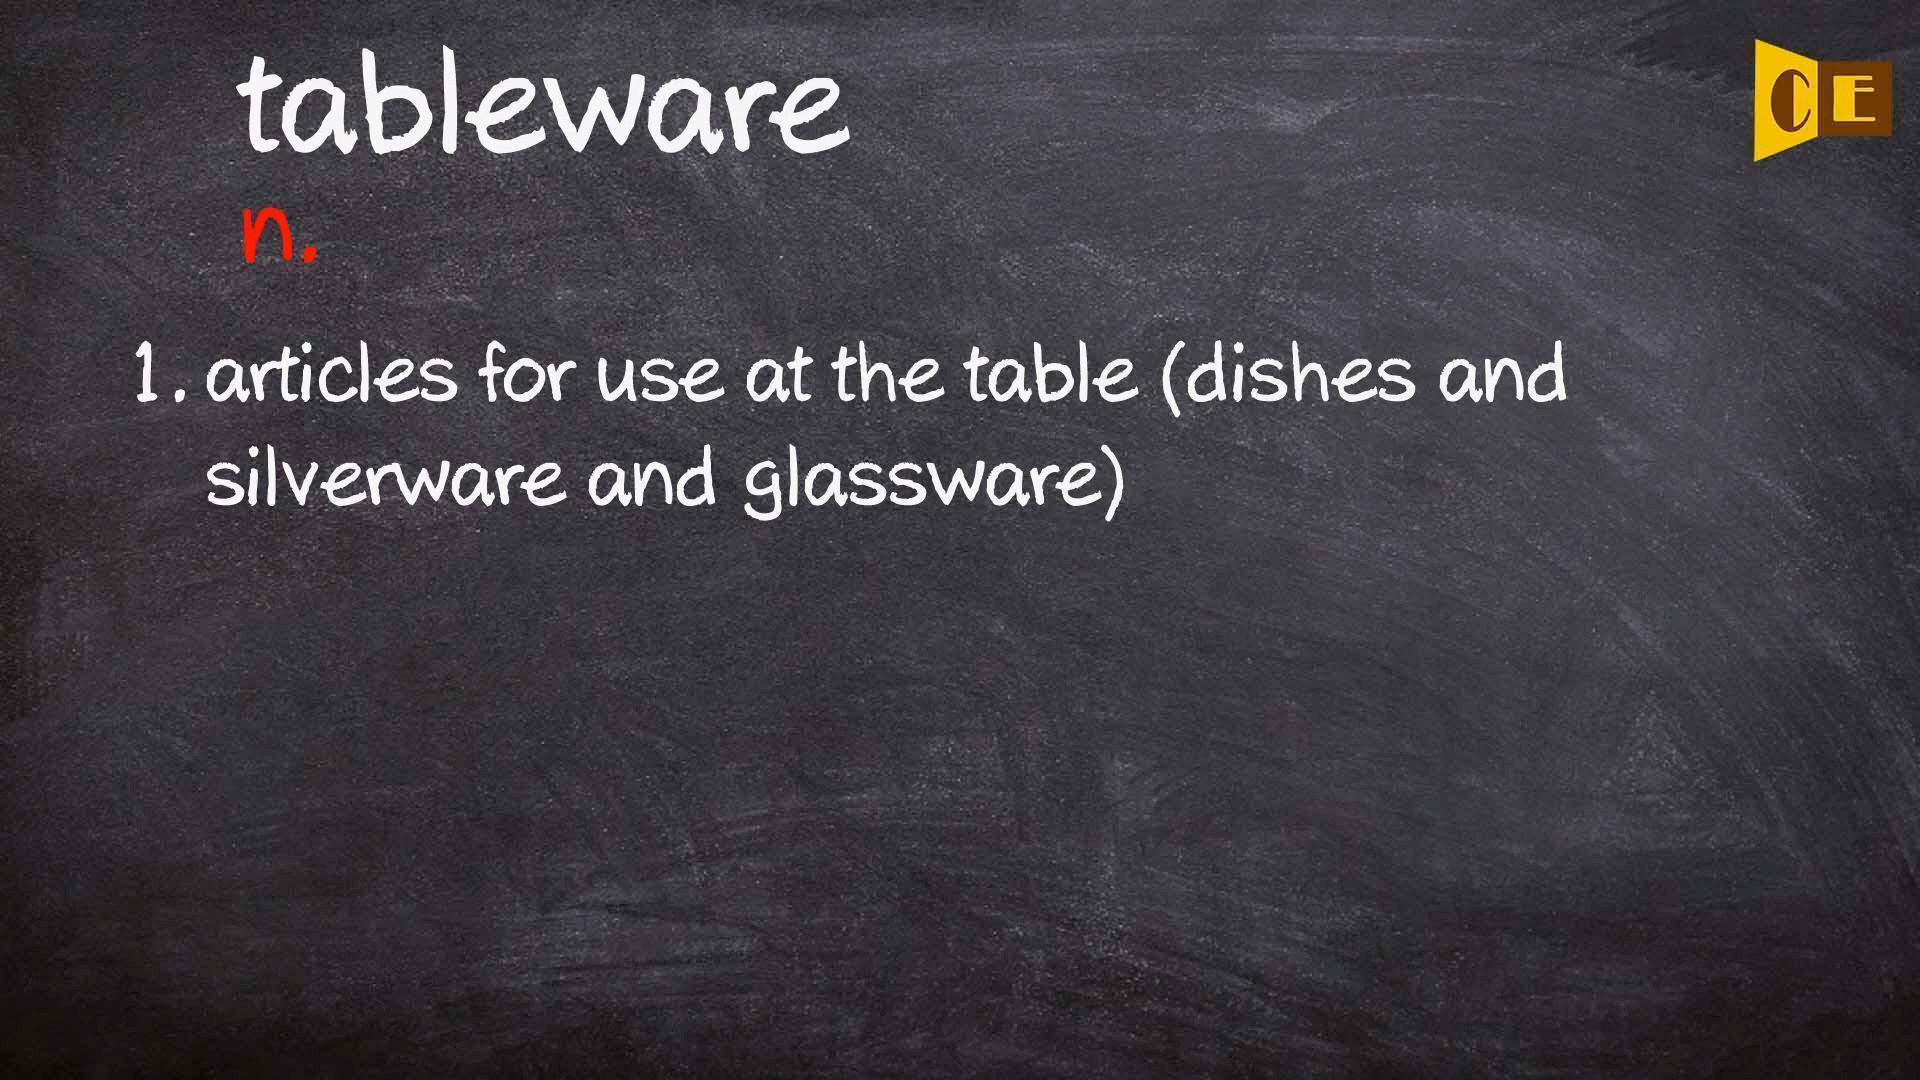 tableware
CE
n.
1. articles for use at the table (dishes and
silverware and glassware)